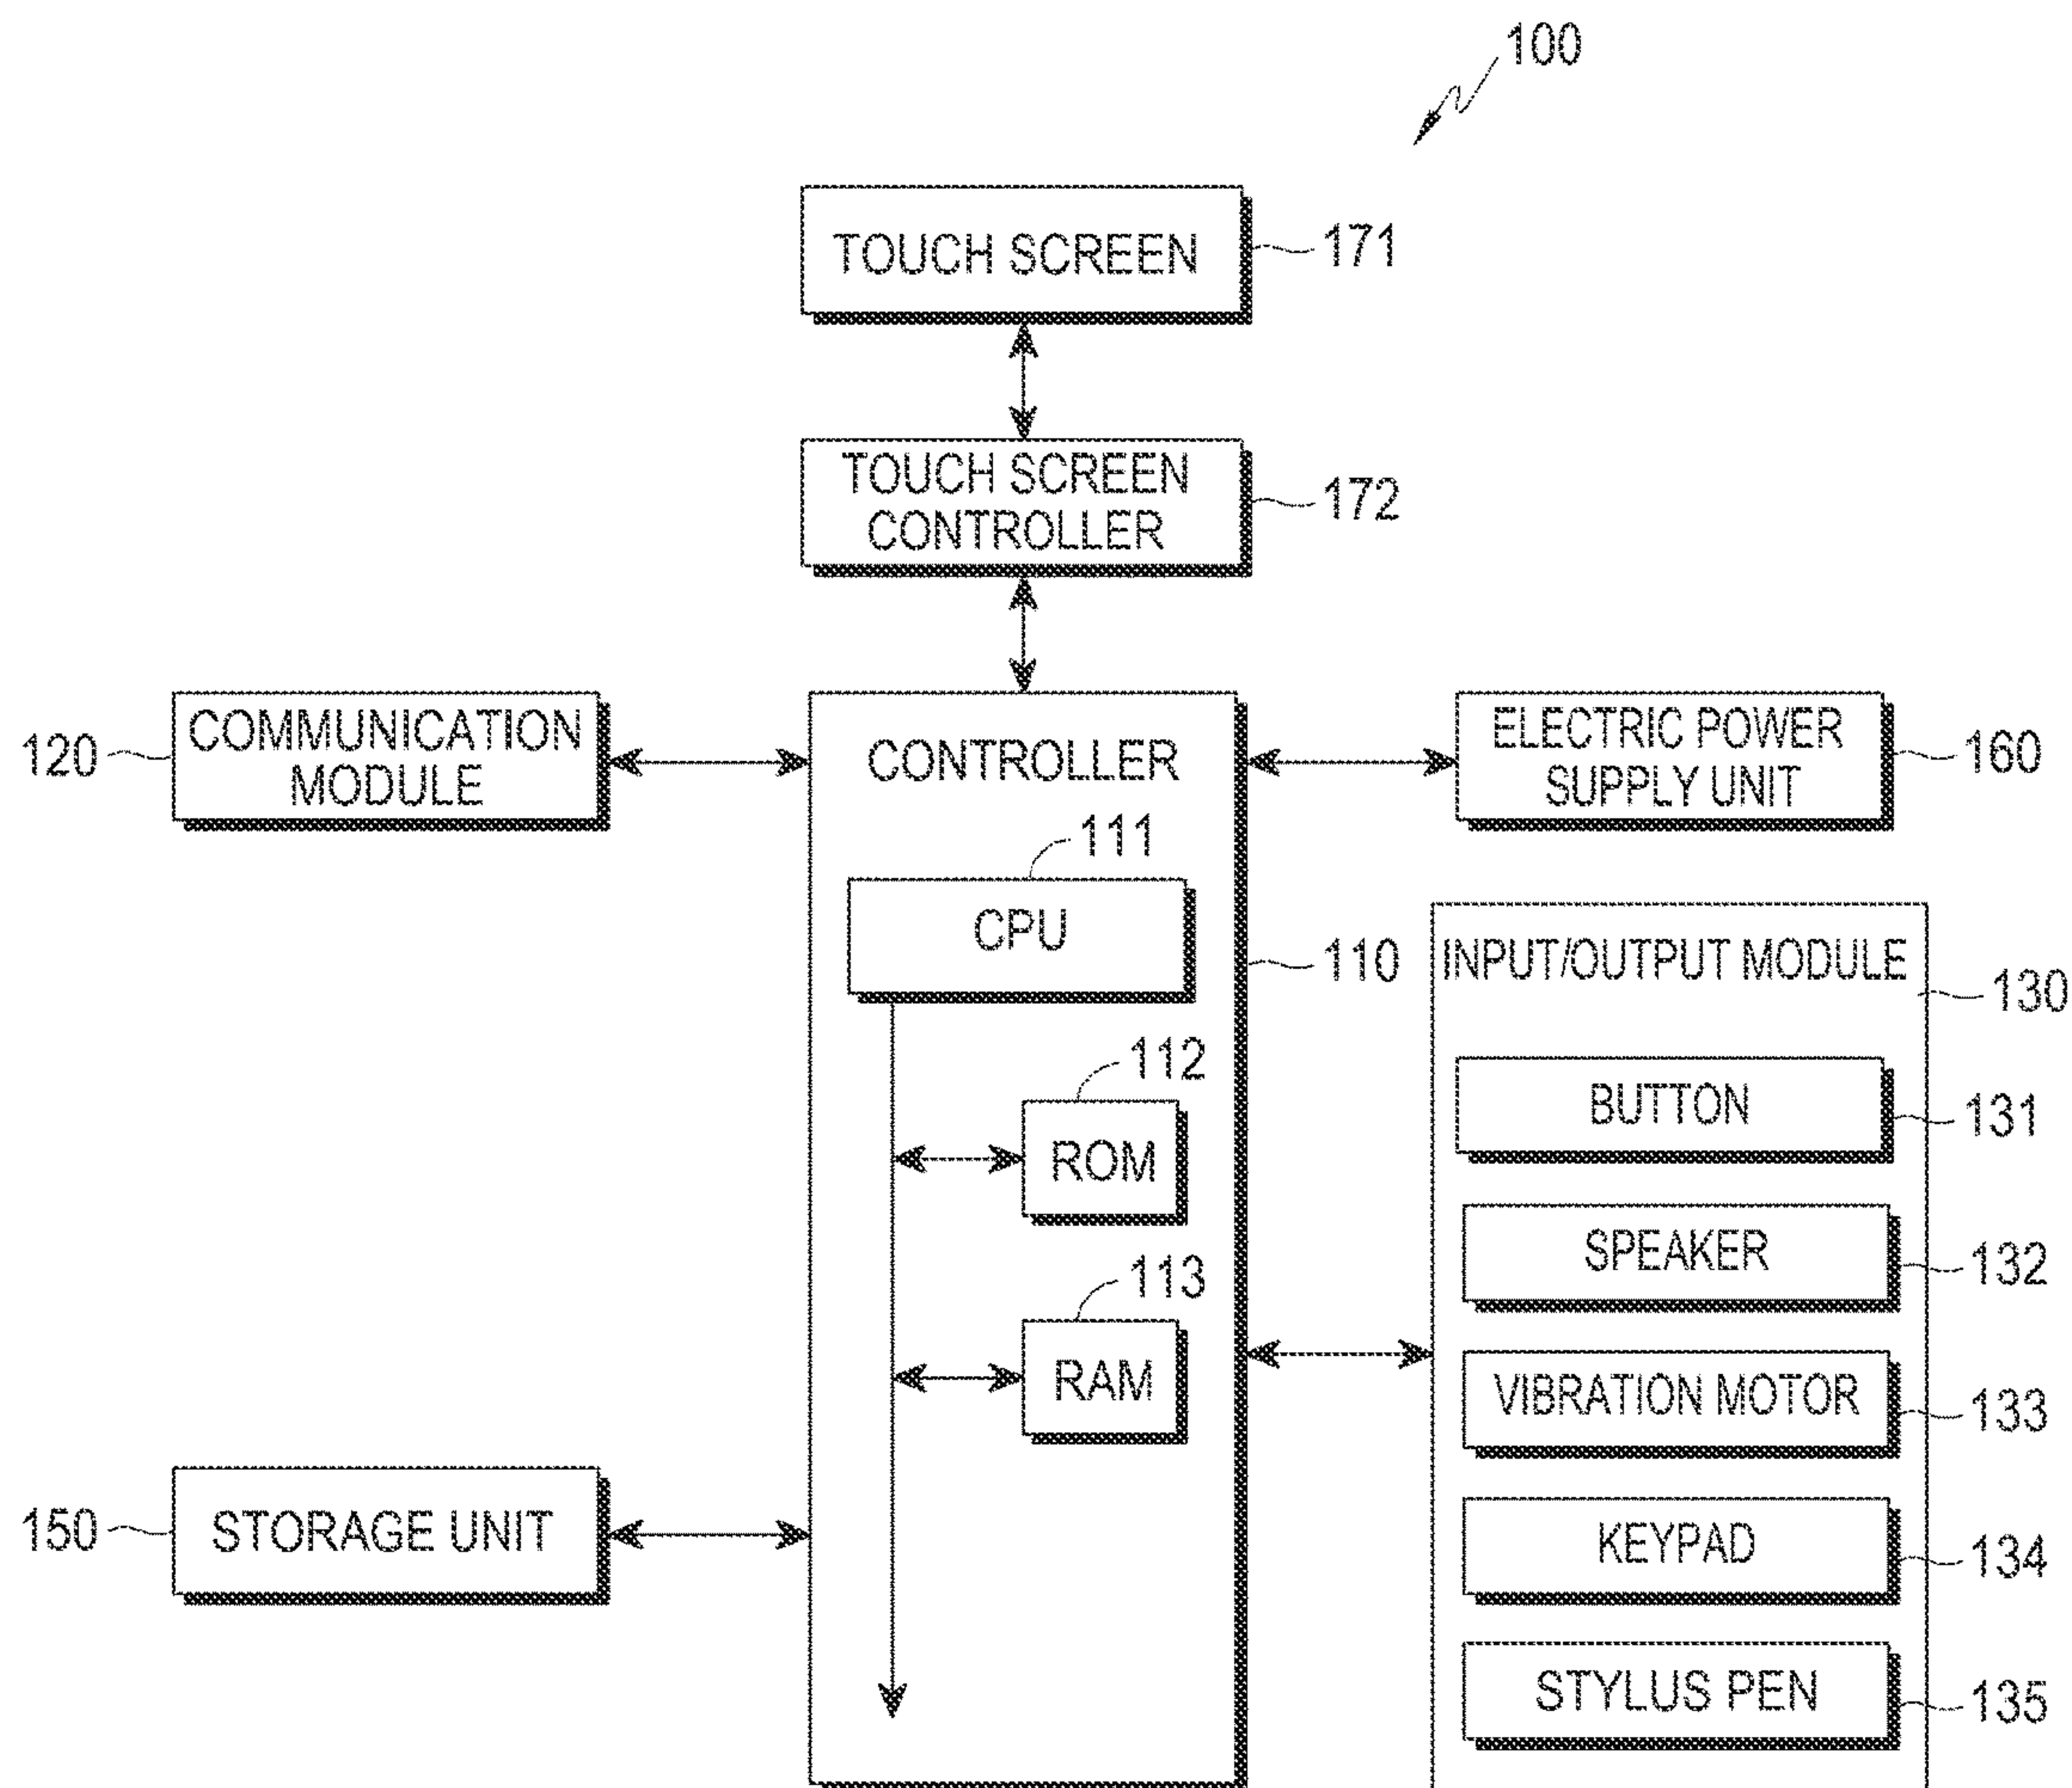 100
TOUCH SCREEN
171
TOUCH SCREEN
CONTROLLER
172
120
COMMUNICATION
MODULE
CONTROLLER
ELECTRIC POWER
SUPPLY UNIT
160
111
CPU
110
INPUT/OUTPUT MODULE
130
112
ROM
BUTTON
131
SPEAKER
132
113
RAM
VIBRATION MOTOR
133
150
STORAGE UNIT
KEYPAD
134
STYLUS PEN
135